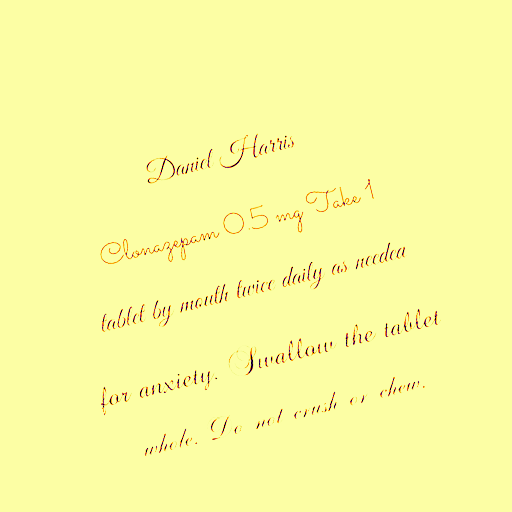 Daniel Harris
Clonazepam 0.5 mg Take 1
tablet by mouth twice daily as needed
for anxiety. Swallow the tablet
whole. Do not crush or chew.